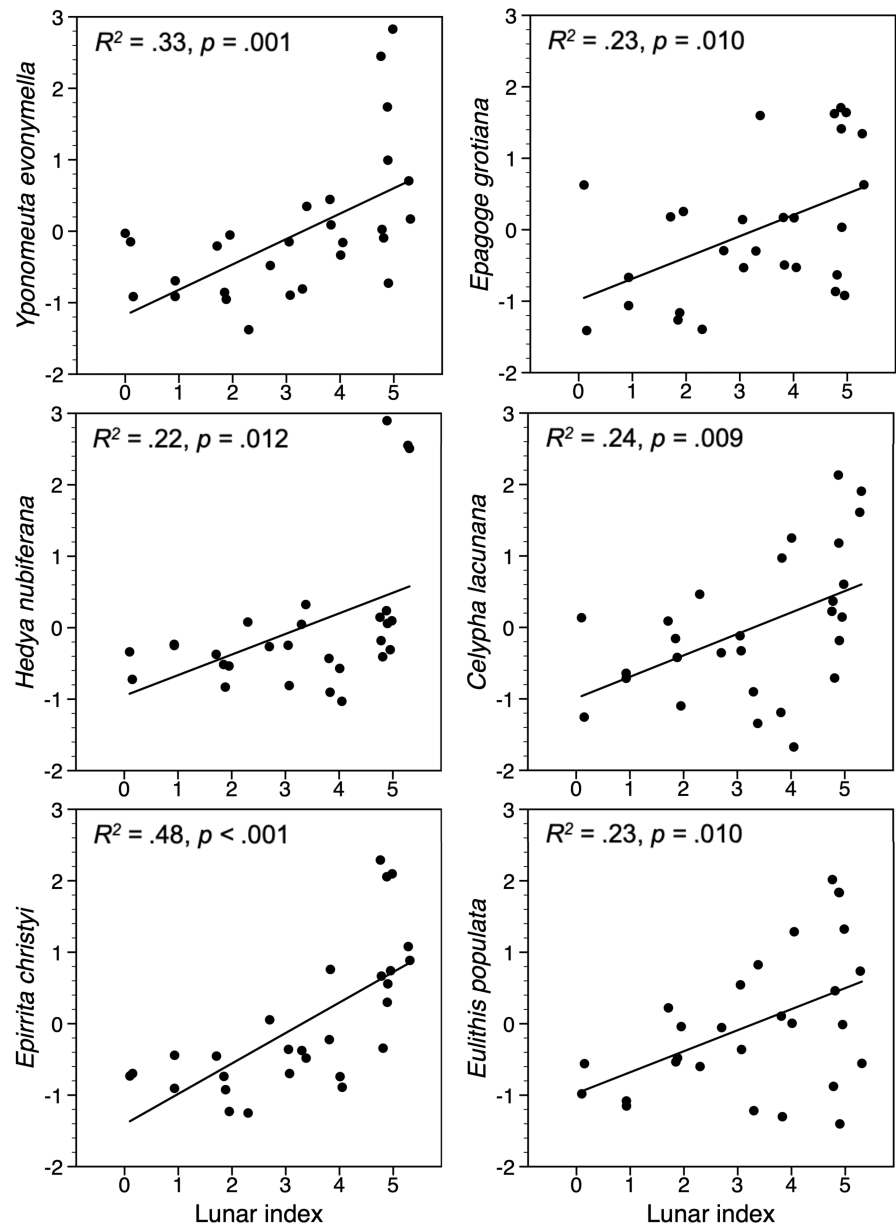 R² = .33, p = .001
Yponomeuta evonymella
3
2
1
0
-1
-2
0 1 2 3 4 5
R² = .23, p = .010
Epagoge grotiana
3
2
1
0
-1
-2
0 1 2 3 4 5
R² = .22, p = .012
Hedya nubiferana
3
2
1
0
-1
-2
0 1 2 3 4 5
R² = .24, p = .009
Celypha lacunana
3
2
1
0
-1
-2
0 1 2 3 4 5
R² = .48, p < .001
Epirrita christyi
3
2
1
0
-1
-2
0 1 2 3 4 5
Lunar index
R² = .23, p = .010
Eulithis populata
3
2
1
0
-1
-2
0 1 2 3 4 5
Lunar index